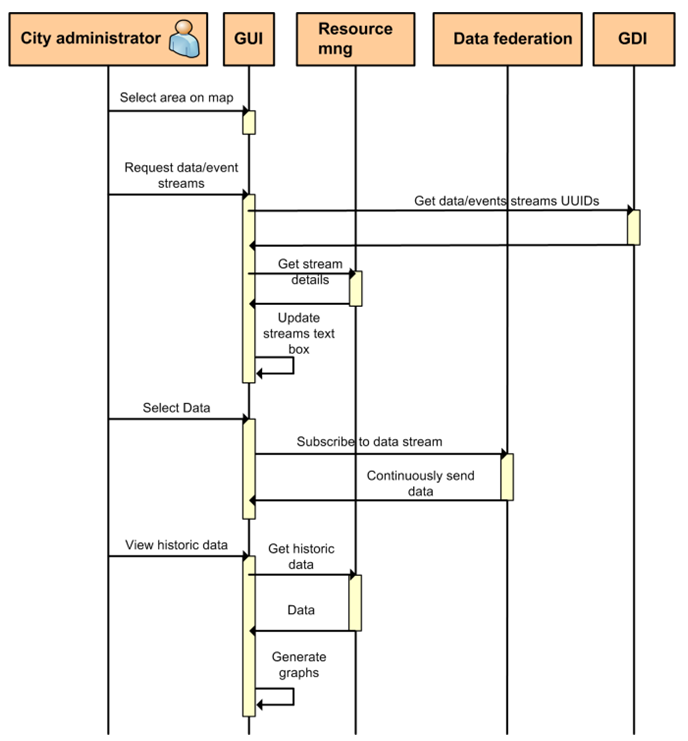 City administrator
GUI
Resource
mng
Data federation
GDI
Select area on map
Request data/event
streams
Get data/events streams UUIDs
Get stream
details
Update
streams text
box
Select Data
Subscribe to data stream
Continuously send
data
View historic data
Get historic
data
Data
Generate
graphs